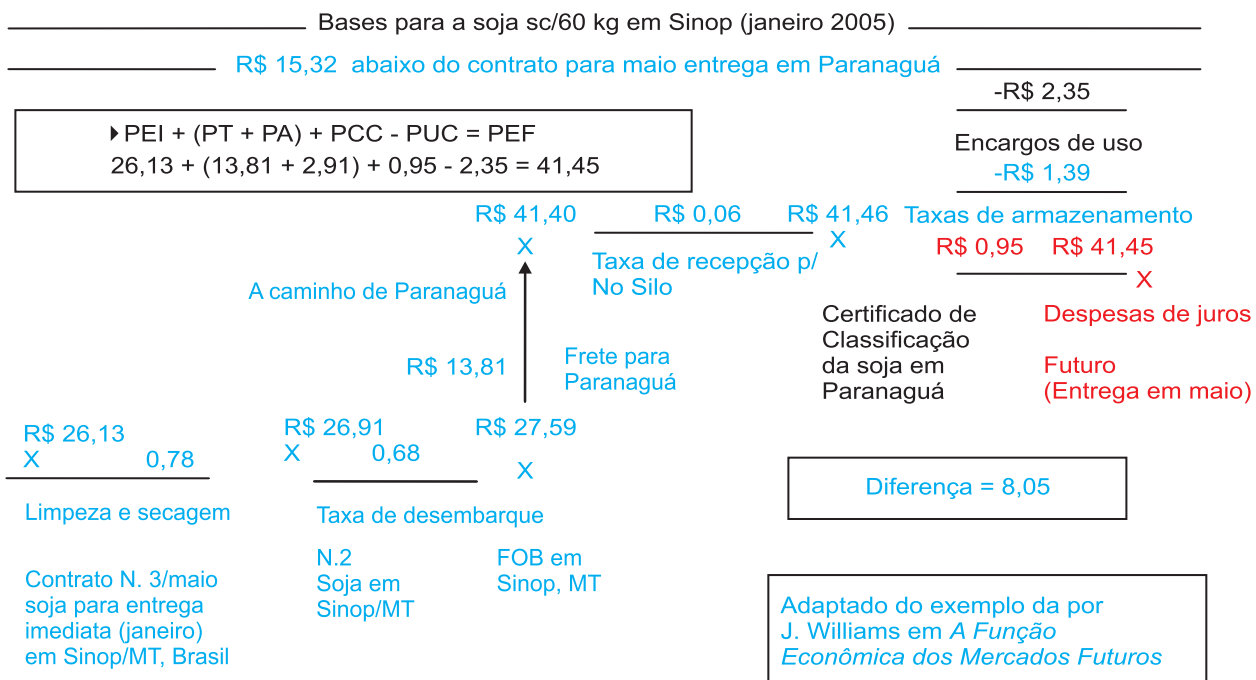 Bases para a soja sc/60 kg em Sinop (janeiro 2005)
R$ 15,32 abaixo do contrato para maio entrega em Paranaguá
-R$ 2,35
PEI + (PT + PA) + PCC - PUC = PEF
26,13 + (13,81 + 2,91) + 0,95 - 2,35 = 41,45
Encargos de uso
-R$ 1,39
R$ 41,40 R$ 0,06 R$ 41,46 Taxas de armazenamento
X X R$ 0,95 R$ 41,45
X
Taxa de recepção p/
No Silo
A caminho de Paranaguá
Certificado de
Classificação
da soja em
Paranaguá
Despesas de juros
Futuro
(Entrega em maio)
R$ 13,81
Frete para
Paranaguá
R$ 26,13
X 0,78
R$ 26,91
X 0,68
R$ 27,59
X
Diferença = 8,05
Limpeza e secagem
Taxa de desembarque
Contrato N. 3/maio
soja para entrega
imediata (janeiro)
em Sinop/MT, Brasil
N.2
Soja em
Sinop/MT
FOB em
Sinop, MT
Adaptado do exemplo da por
J. Williams em A Função
Econômica dos Mercados Futuros